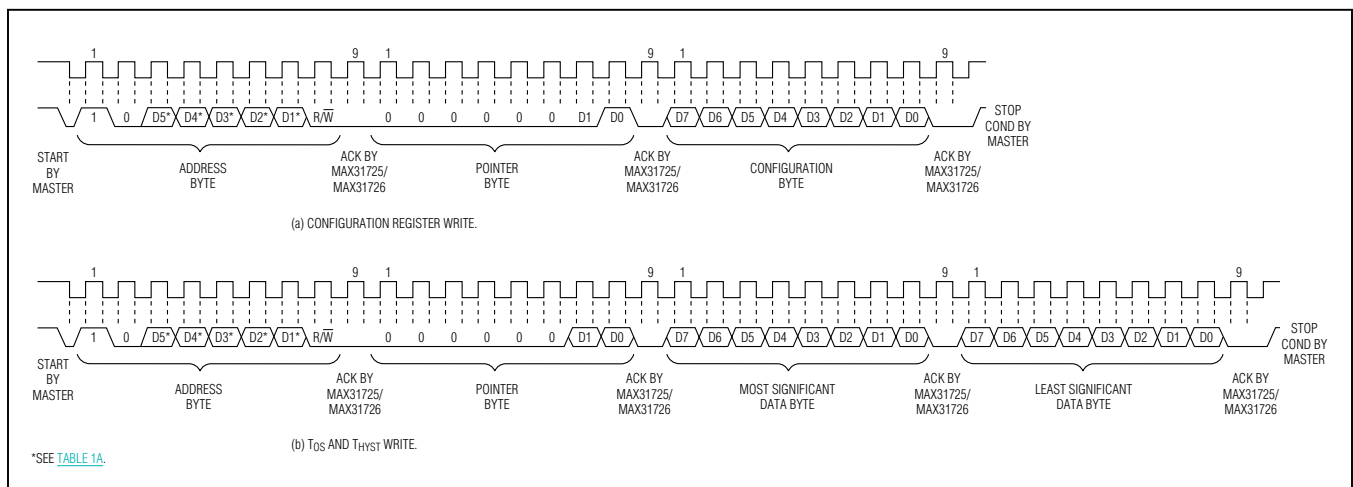 1 9 1 9 1 9
1 0 D5* D4* D3* D2* D1* R/W̅ 0 0 0 0 0 0 D1 D0 D7 D6 D5 D4 D3 D2 D1 D0
STOP
COND BY
MASTER
START
BY
MASTER
ADDRESS
BYTE
ACK BY
MAX31725/
MAX31726
POINTER
BYTE
ACK BY
MAX31725/
MAX31726
CONFIGURATION
BYTE
ACK BY
MAX31725/
MAX31726
(a) CONFIGURATION REGISTER WRITE.
1 9 1 9 1 9 1 9
1 0 D5* D4* D3* D2* D1* R/W̅ 0 0 0 0 0 0 D1 D0 D7 D6 D5 D4 D3 D2 D1 D0 D7 D6 D5 D4 D3 D2 D1 D0
STOP
COND BY
MASTER
START
BY
MASTER
ADDRESS
BYTE
ACK BY
MAX31725/
MAX31726
POINTER
BYTE
ACK BY
MAX31725/
MAX31726
MOST SIGNIFICANT
DATA BYTE
ACK BY
MAX31725/
MAX31726
LEAST SIGNIFICANT
DATA BYTE
ACK BY
MAX31725/
MAX31726
(b) TOS AND THYST WRITE.
*SEE TABLE 1A.